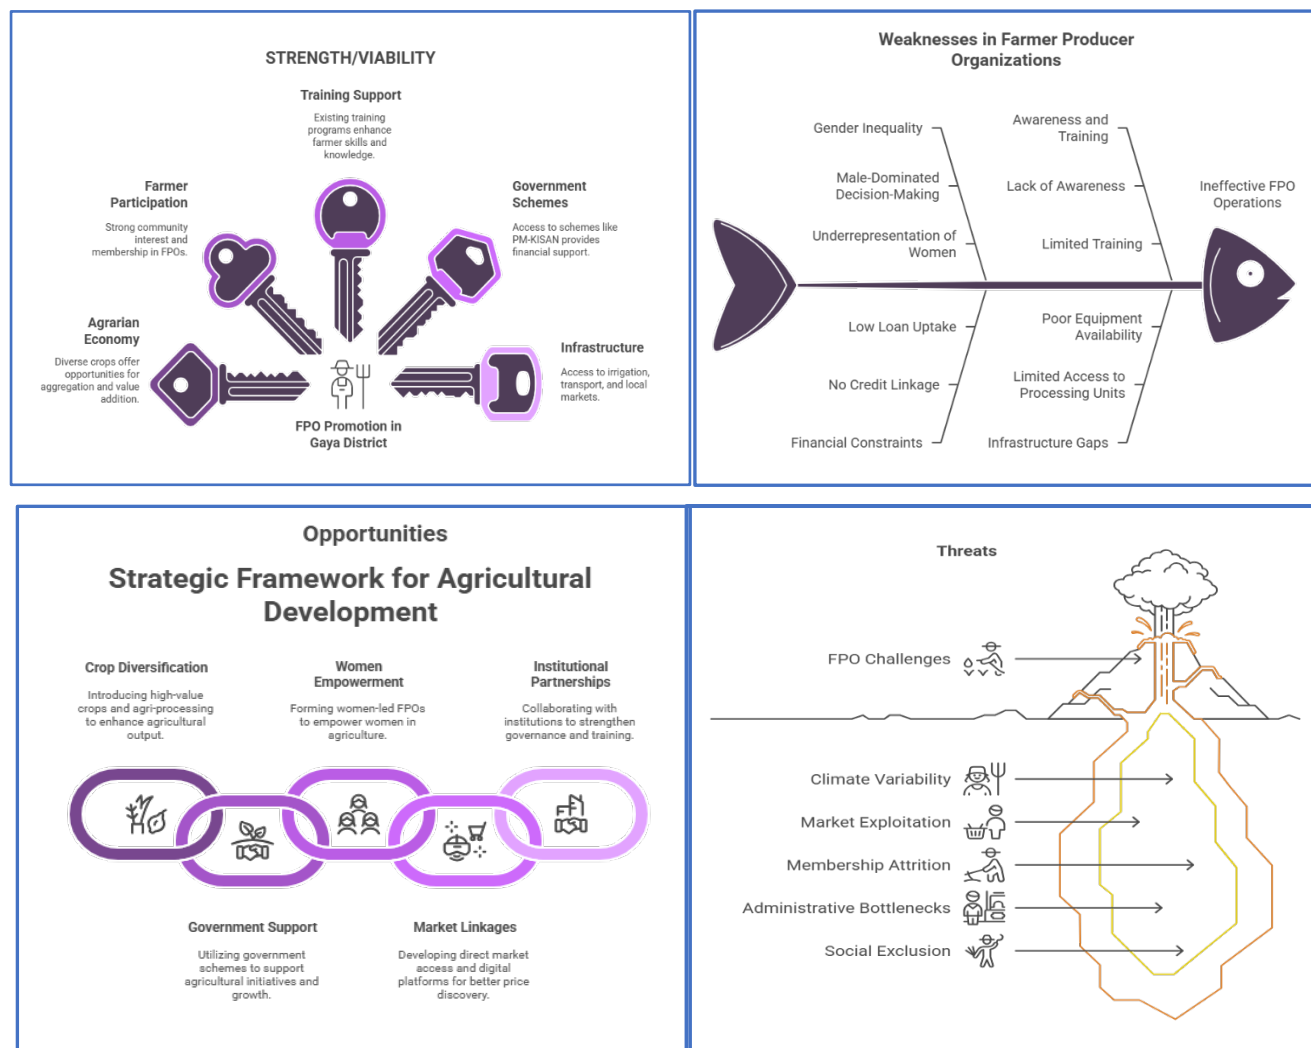 STRENGTH/VIABILITY
Training Support
Existing training
programs enhance
farmer skills and
knowledge.
Farmer
Participation
Strong community
interest and
membership in FPOs.
Government
Schemes
Access to schemes like
PM-KISAN provides
financial support.
Agrarian
Economy
Diverse crops offer
opportunities for
aggregation and value
addition.
Infrastructure
Access to irrigation,
transport, and local
markets.
FPO Promotion in
Gaya District
Weaknesses in Farmer Producer
Organizations
Gender Inequality
Male-Dominated
Decision-Making
Underrepresentation of
Women
Awareness and
Training
Lack of Awareness
Limited Training
Ineffective FPO
Operations
Low Loan Uptake
No Credit Linkage
Financial Constraints
Poor Equipment
Availability
Limited Access to
Processing Units
Infrastructure Gaps
Opportunities
Strategic Framework for Agricultural
Development
Crop Diversification
Introducing high-value
crops and agri-processing
to enhance agricultural
output.
Women
Empowerment
Forming women-led FPOs
to empower women in
agriculture.
Institutional
Partnerships
Collaborating with
institutions to strengthen
governance and training.
Government Support
Utilizing government
schemes to support
agricultural initiatives and
growth.
Market Linkages
Developing direct market
access and digital
platforms for better price
discovery.
Threats
FPO Challenges
Climate Variability
Market Exploitation
Membership Attrition
Administrative Bottlenecks
Social Exclusion